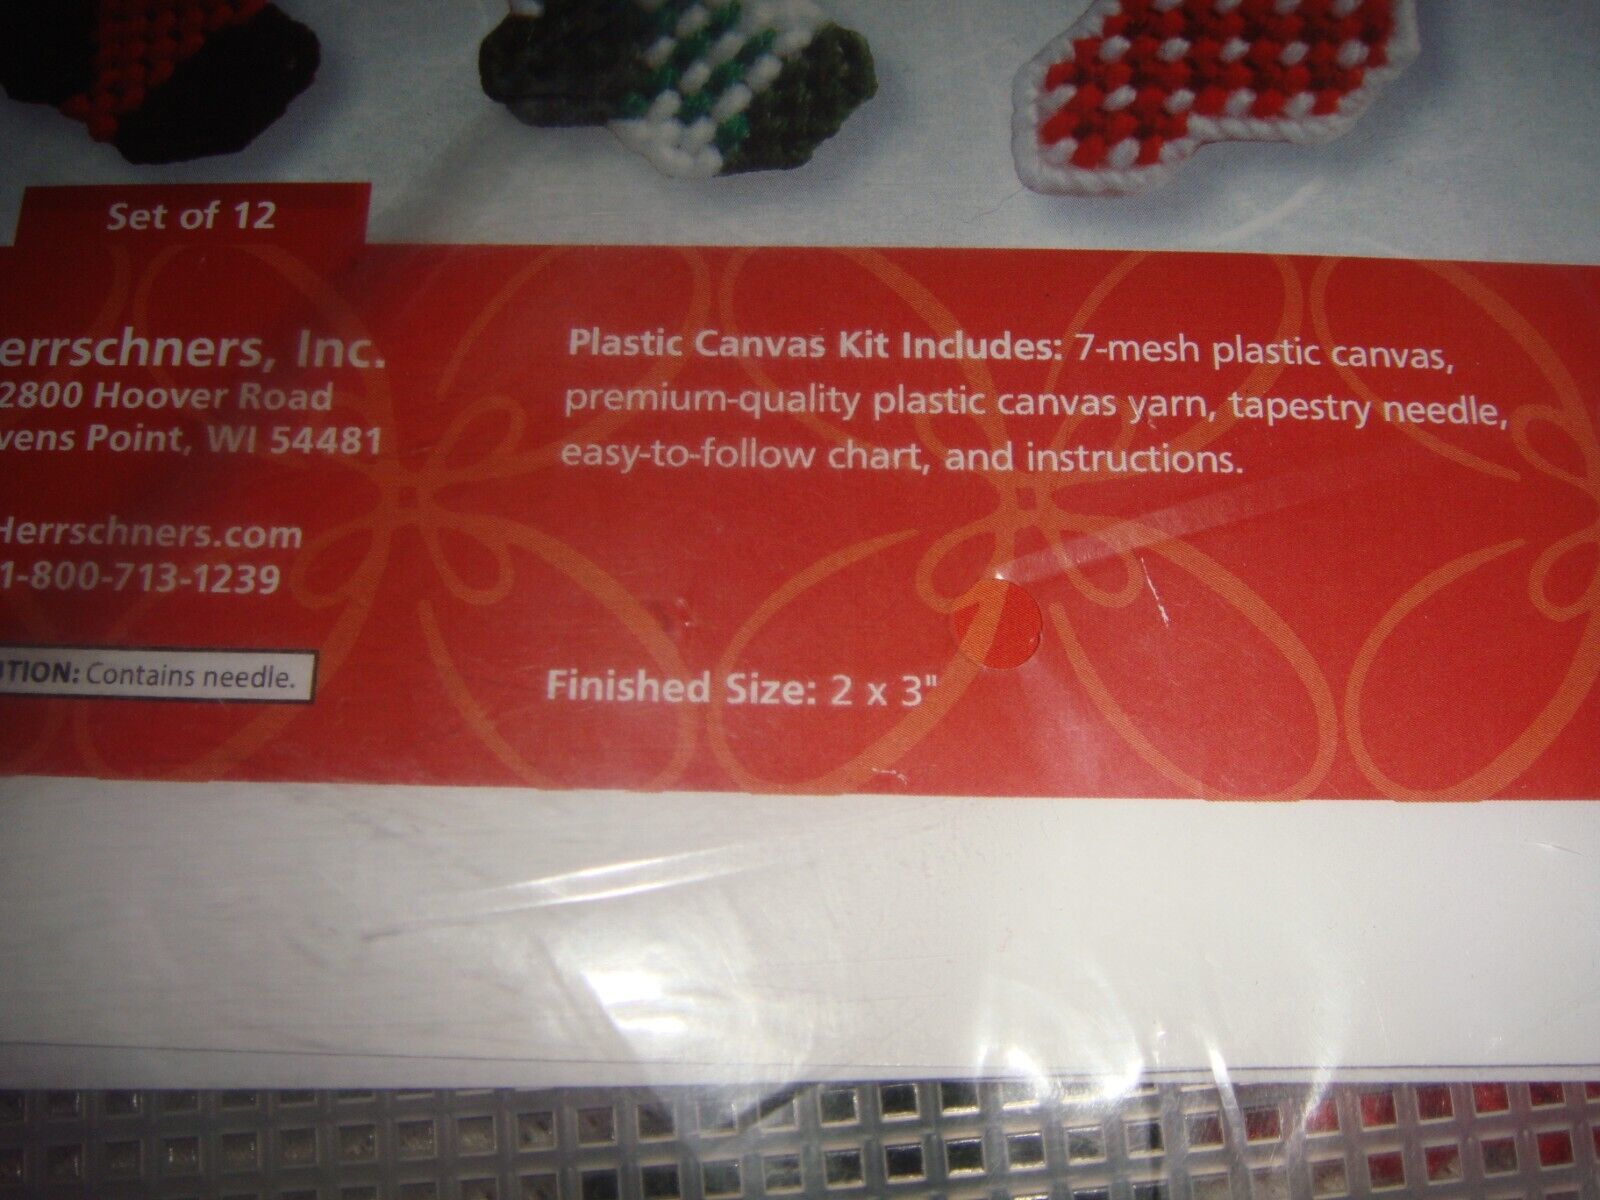 Set of 12
errschners, Inc.
2800 Hoover Road
vens Point, WI 54481
Herrschners.com
1-800-713-1239
TION: Contains needle.
Plastic Canvas Kit Includes: 7-mesh plastic canvas,
premium-quality plastic canvas yarn, tapestry needle,
easy-to-follow chart, and instructions.
Finished Size: 2 x 3"